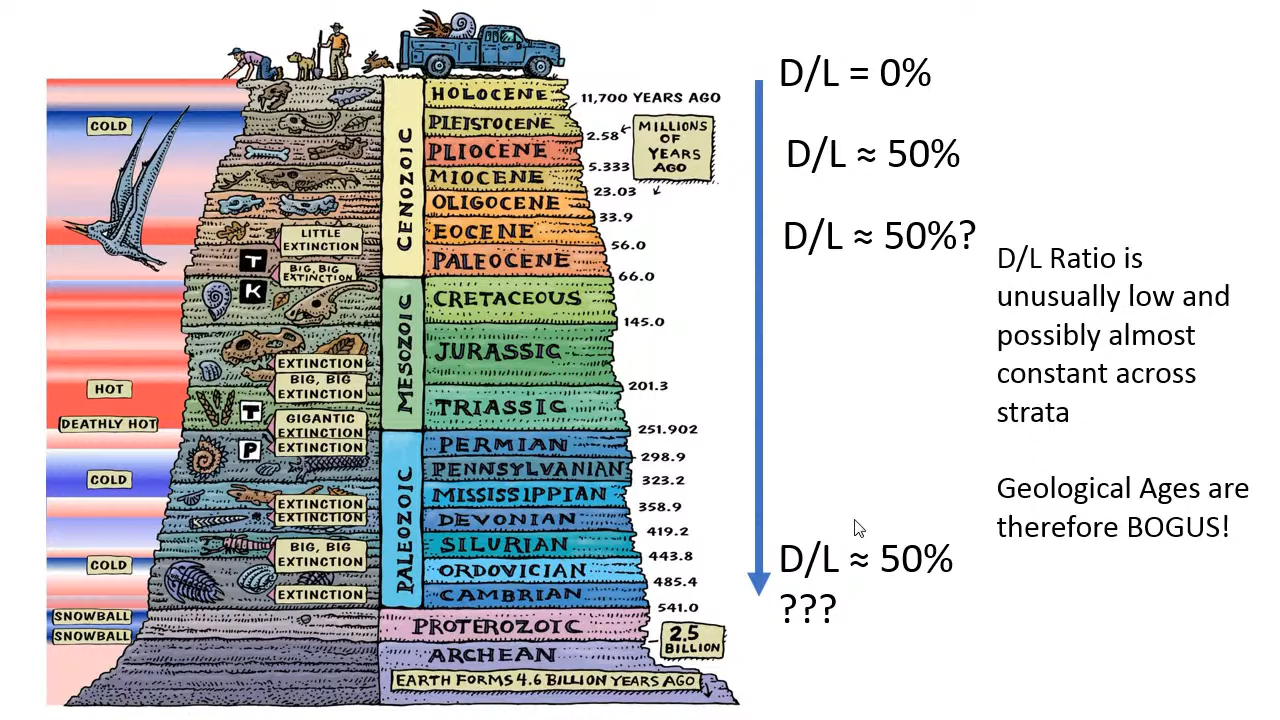 HOLOCENE
PLEISTOCENE
PLIOCENE
MIOCENE
OLIGOCENE
EOCENE
PALEOCENE
CRETACEOUS
JURASSIC
TRIASSIC
PERMIAN
PENNSYLVANIAN
MISSISSIPPIAN
DEVONIAN
SILURIAN
ORDOVICIAN
CAMBRIAN
PROTEROZOIC
ARCHEAN
EARTH FORMS 4.6 BILLION YEARS AGO
CENOZOIC
MESOZOIC
PALEOZOIC
COLD
HOT
DEATHLY HOT
COLD
COLD
SNOWBALL
SNOWBALL
LITTLE
EXTINCTION
T
BIG, BIG
EXTINCTION
K
EXTINCTION
BIG, BIG
EXTINCTION
T
GIGANTIC
EXTINCTION
EXTINCTION
P
EXTINCTION
EXTINCTION
BIG, BIG
EXTINCTION
EXTINCTION
11,700 YEARS AGO
2.58
MILLIONS
OF
YEARS
AGO
5.333
23.03
33.9
56.0
66.0
145.0
201.3
251.902
298.9
323.2
358.9
419.2
443.8
485.4
541.0
2.5
BILLION
D/L = 0%
D/L ≈ 50%
D/L ≈ 50%?
D/L ≈ 50%
???
D/L Ratio is
unusually low and
possibly almost
constant across
strata
Geological Ages are
therefore BOGUS!